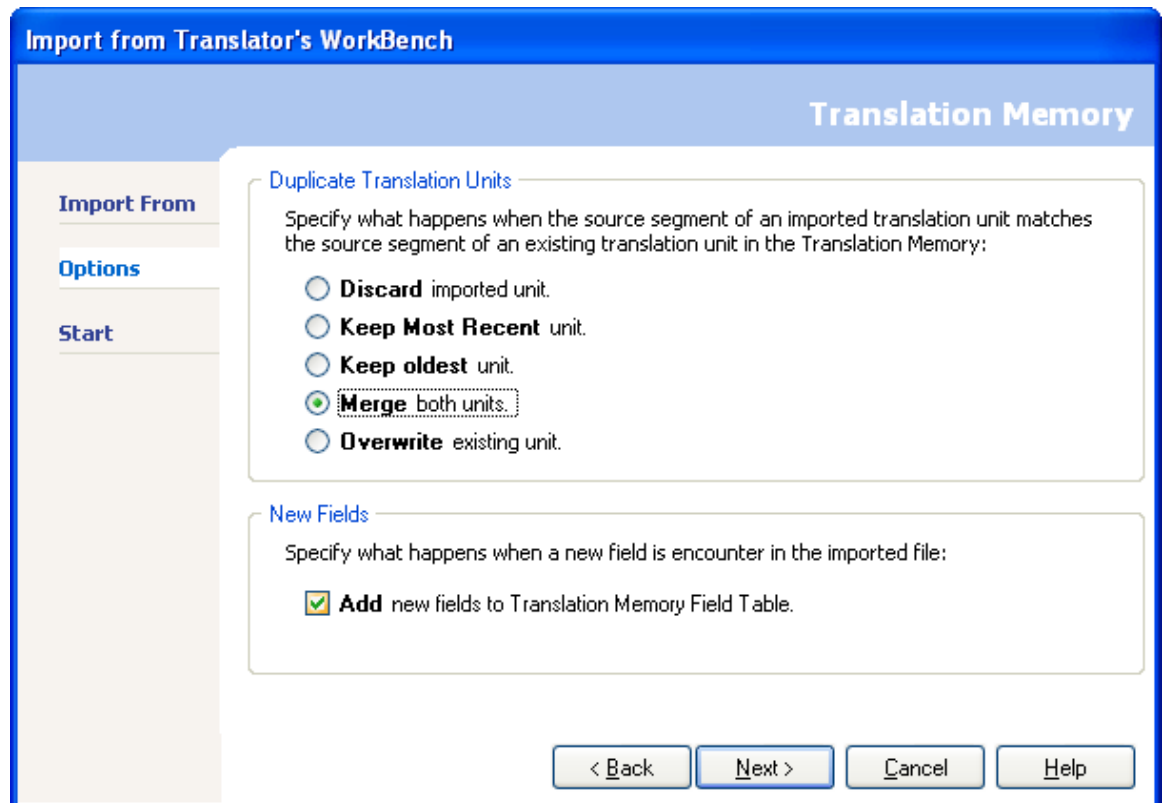 Import from Translator's WorkBench
Translation Memory
Import From
Options
Start
Duplicate Translation Units
Specify what happens when the source segment of an imported translation unit matches
the source segment of an existing translation unit in the Translation Memory:
Discard imported unit.
Keep Most Recent unit.
Keep oldest unit.
Merge both units.
Overwrite existing unit.
New Fields
Specify what happens when a new field is encounter in the imported file:
Add new fields to Translation Memory Field Table.
< Back
Next >
Cancel
Help